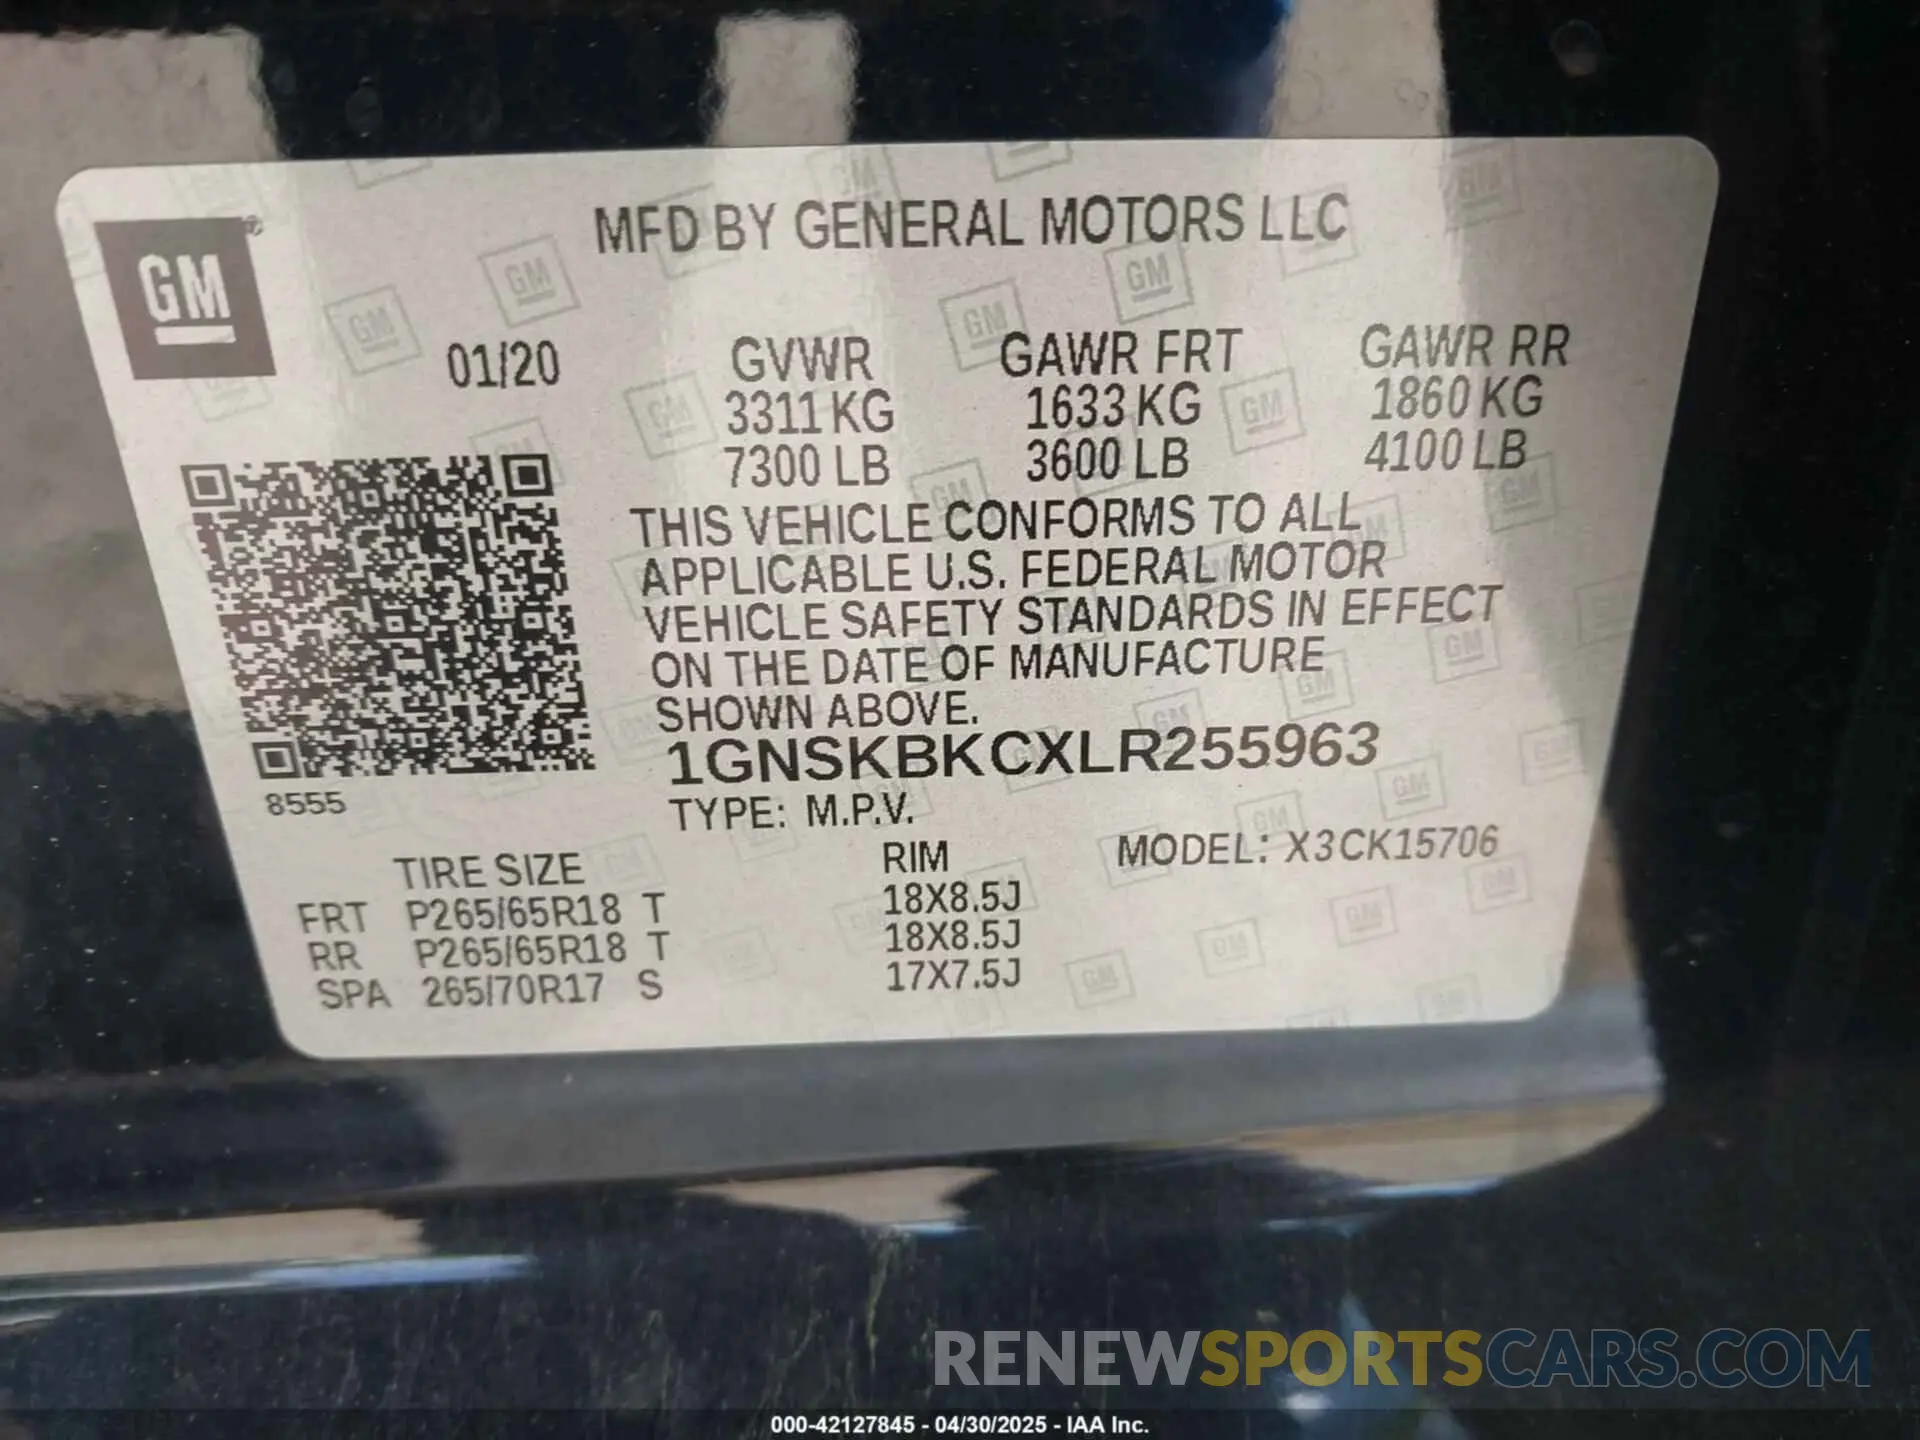 MFD BY GENERAL MOTORS LLC
GM
01/20 GVWR GAWR FRT GAWR RR
3311 KG 1633 KG 1860 KG
7300 LB 3600 LB 4100 LB
THIS VEHICLE CONFORMS TO ALL
APPLICABLE U.S. FEDERAL MOTOR
VEHICLE SAFETY STANDARDS IN EFFECT
ON THE DATE OF MANUFACTURE
SHOWN ABOVE.
1GNSKBKCXLR255963
8555
TYPE: M.P.V.
TIRE SIZE RIM MODEL: X3CK15706
FRT P265/65R18 T 18X8.5J
RR P265/65R18 T 18X8.5J
SPA 265/70R17 S 17X7.5J
RENEWSPORTSCARS.COM
000-42127845 - 04/30/2025 - IAA Inc.